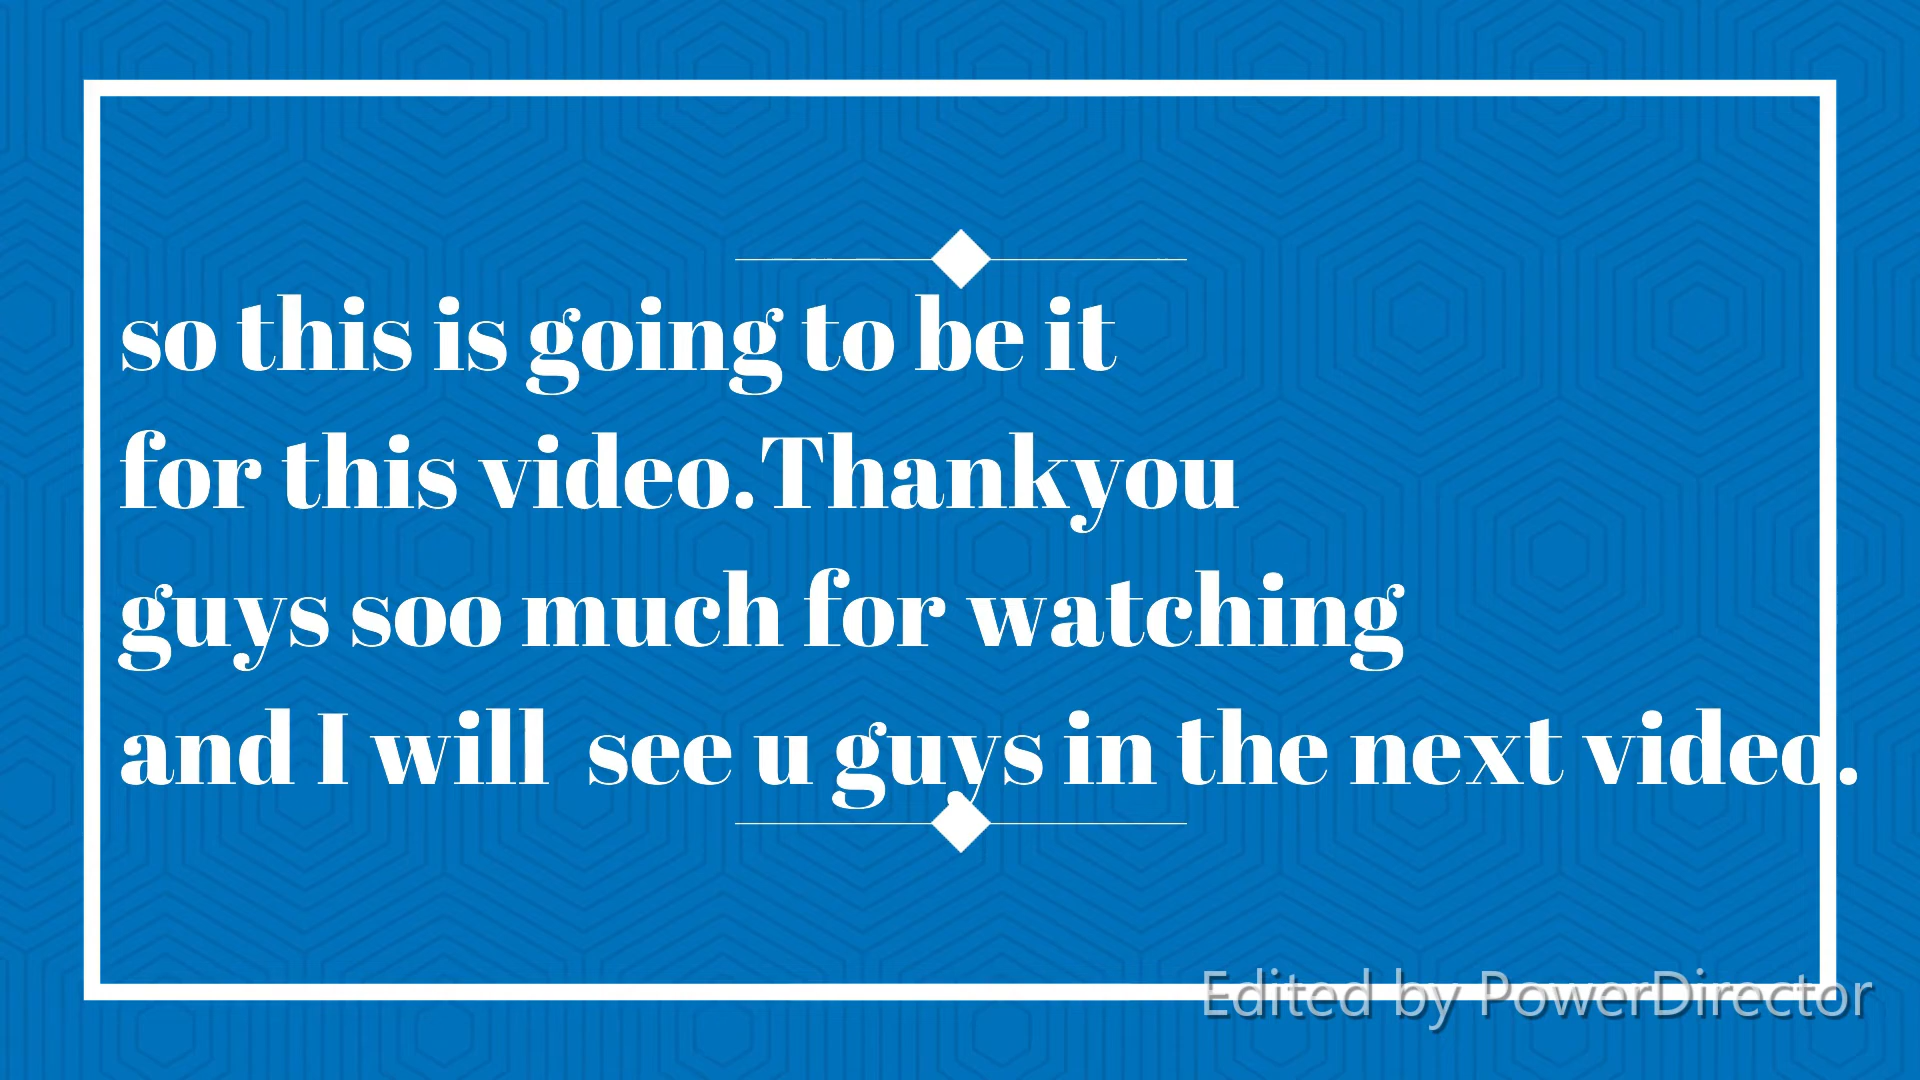 so this is going to be it
for this video.Thankyou
guys soo much for watching
and I will  see u guys in the next video.
Edited by PowerDirector